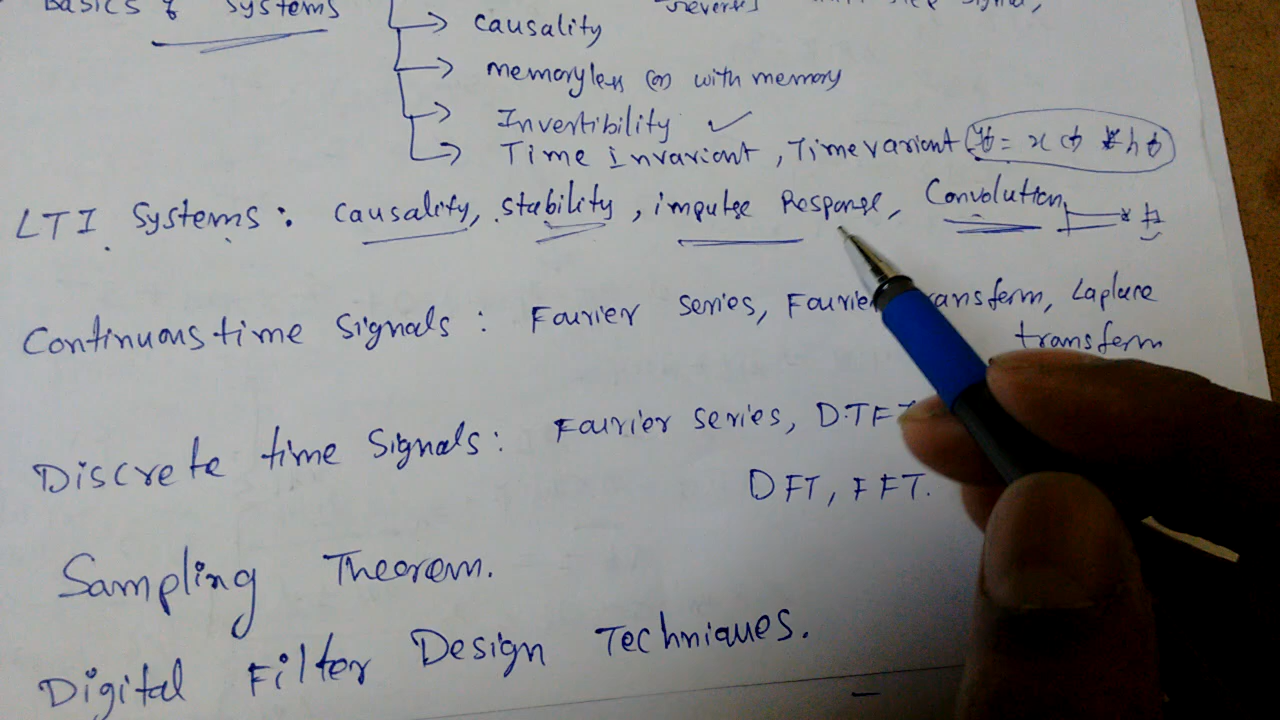 Basics of Systems
causality
memoryless (or) with memory
Invertibility
Time invariant, Time variant
LTI Systems: Causality, stability, impulse Response, Convolution
Continuous time Signals: Fourier series, Fourier transform, Laplace
transform
Discrete time Signals: Fourier series, DTFT
DFT, FFT.
Sampling Theorem.
Digital Filter Design Techniques.